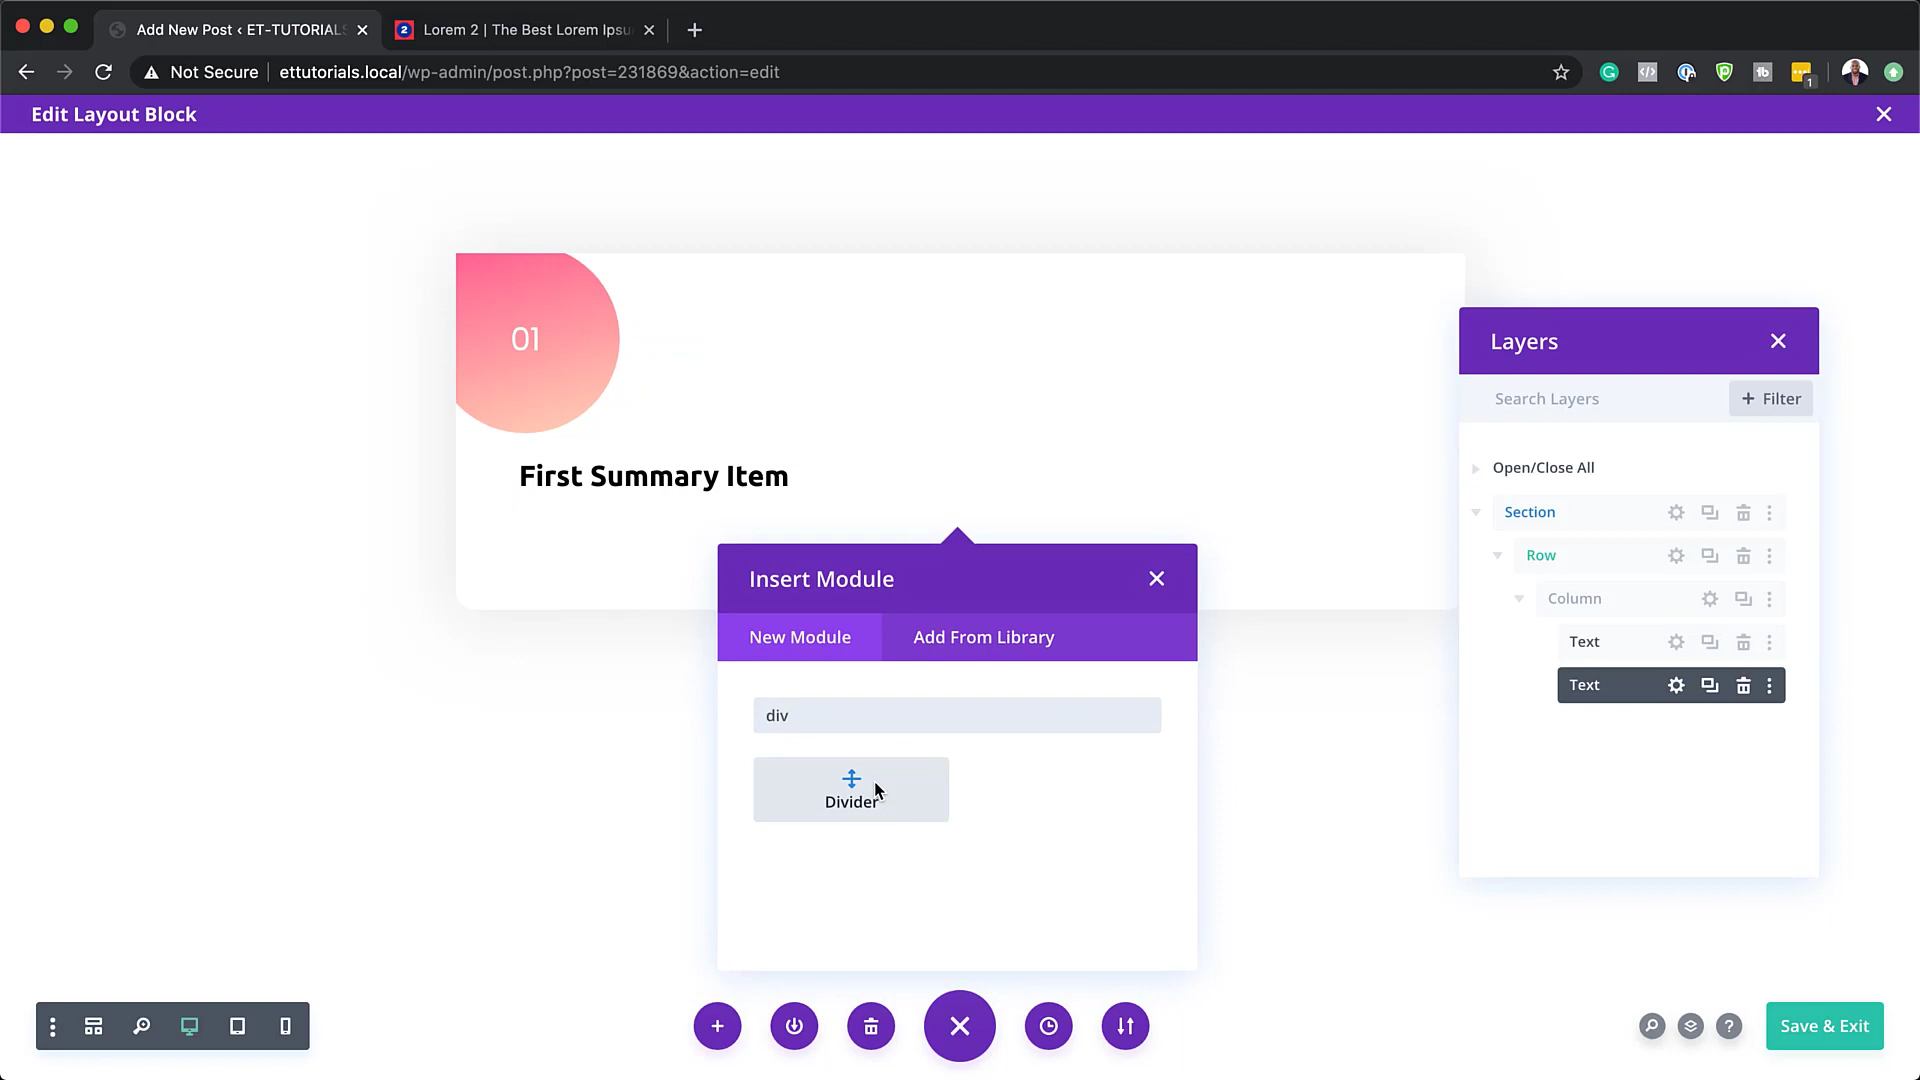 Add New Post ‹ ET-TUTORIALS
Lorem 2 | The Best Lorem Ipsu
Not Secure
ettutorials.local/wp-admin/post.php?post=231869&action=edit
1
Edit Layout Block
01
First Summary Item
Insert Module
New Module
Add From Library
div
Divider
Layers
Search Layers
+ Filter
Open/Close All
Section
Row
Column
Text
Text
Save & Exit